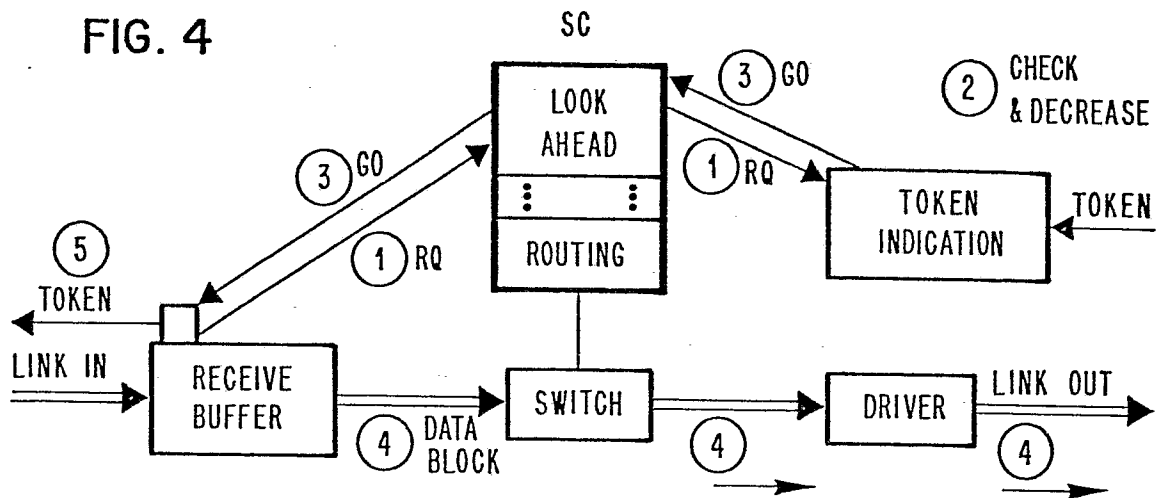 FIG. 4
SC
3 GO
LOOK
AHEAD
ROUTING
3 GO
1 RQ
2 CHECK
& DECREASE
TOKEN
INDICATION
TOKEN
1 RQ
5
TOKEN
LINK IN
RECEIVE
BUFFER
4 DATA
BLOCK
SWITCH
4
DRIVER
LINK OUT
4